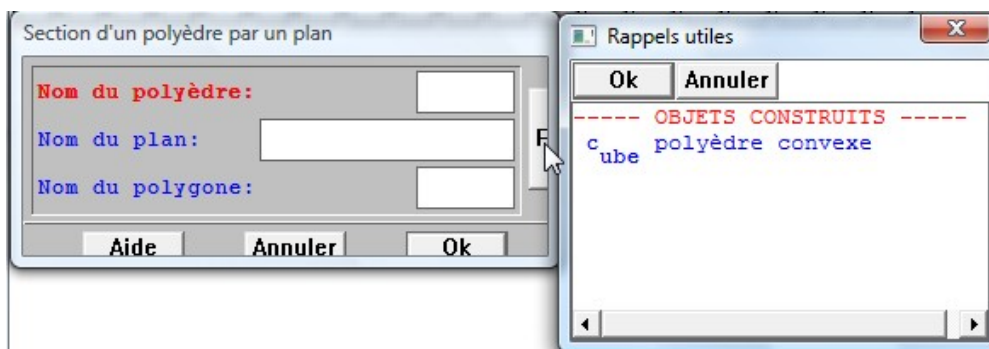 Section d'un polyèdre par un plan
Nom du polyèdre:
Nom du plan:
Nom du polygone:
Aide Annuler Ok
Rappels utiles
Ok Annuler
----- OBJETS CONSTRUITS -----
cube polyèdre convexe